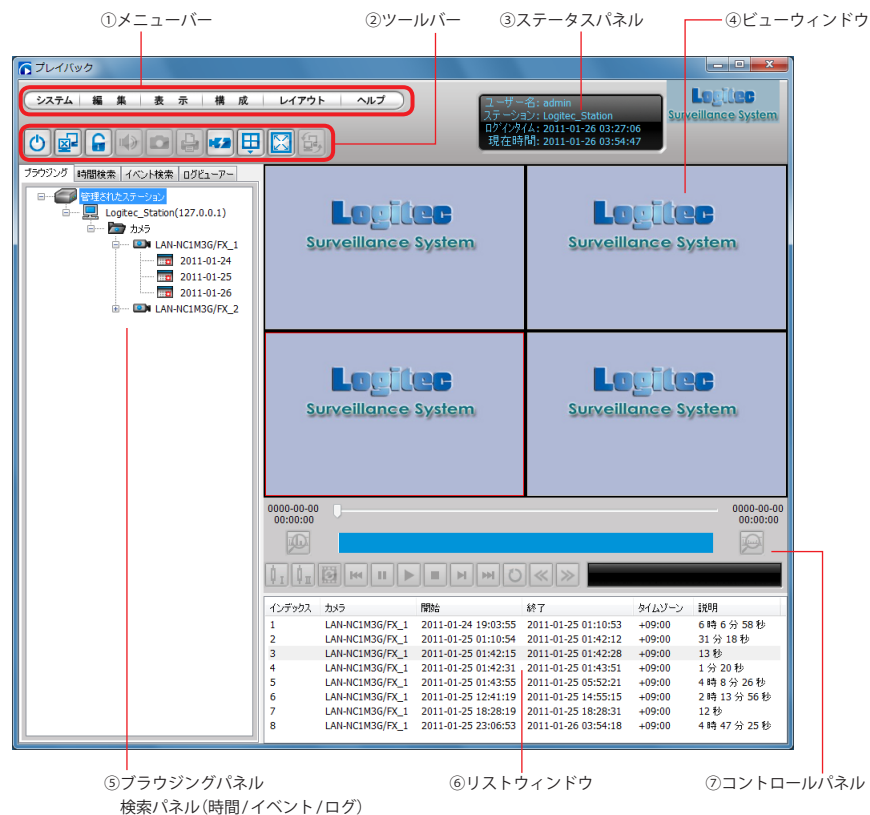 ①メニューバー
②ツールバー
③ステータスパネル
④ビューウィンドウ
プレイバック
システム 編 集 表 示 構 成 レイアウト ヘルプ
ユーザー名: admin
ステーション: Logitec_Station
ログインタイム: 2011-01-26 03:27:06
現在時間: 2011-01-26 03:54:47
Logitec
Surveillance System
ブラウジング 時間検索 イベント検索 ログビューアー
管理されたステーション
Logitec_Station(127.0.0.1)
カメラ
LAN-NC1M3G/FX_1
2011-01-24
2011-01-25
2011-01-26
LAN-NC1M3G/FX_2
Logitec
Surveillance System
Logitec
Surveillance System
Logitec
Surveillance System
Logitec
Surveillance System
0000-00-00
00:00:00
0000-00-00
00:00:00
インデックス カメラ 開始 終了 タイムゾーン 説明
1 LAN-NC1M3G/FX_1 2011-01-24 19:03:55 2011-01-25 01:10:53 +09:00 6 時 6 分 58 秒
2 LAN-NC1M3G/FX_1 2011-01-25 01:10:54 2011-01-25 01:42:12 +09:00 31 分 18 秒
3 LAN-NC1M3G/FX_1 2011-01-25 01:42:15 2011-01-25 01:42:28 +09:00 13 秒
4 LAN-NC1M3G/FX_1 2011-01-25 01:42:31 2011-01-25 01:43:51 +09:00 1 分 20 秒
5 LAN-NC1M3G/FX_1 2011-01-25 01:43:55 2011-01-25 05:52:21 +09:00 4 時 8 分 26 秒
6 LAN-NC1M3G/FX_1 2011-01-25 12:41:19 2011-01-25 14:55:15 +09:00 2 時 13 分 56 秒
7 LAN-NC1M3G/FX_1 2011-01-25 18:28:19 2011-01-25 18:28:31 +09:00 12 秒
8 LAN-NC1M3G/FX_1 2011-01-25 23:06:53 2011-01-26 03:54:18 +09:00 4 時 47 分 25 秒
⑤ブラウジングパネル
検索パネル(時間/イベント/ログ)
⑥リストウィンドウ
⑦コントロールパネル